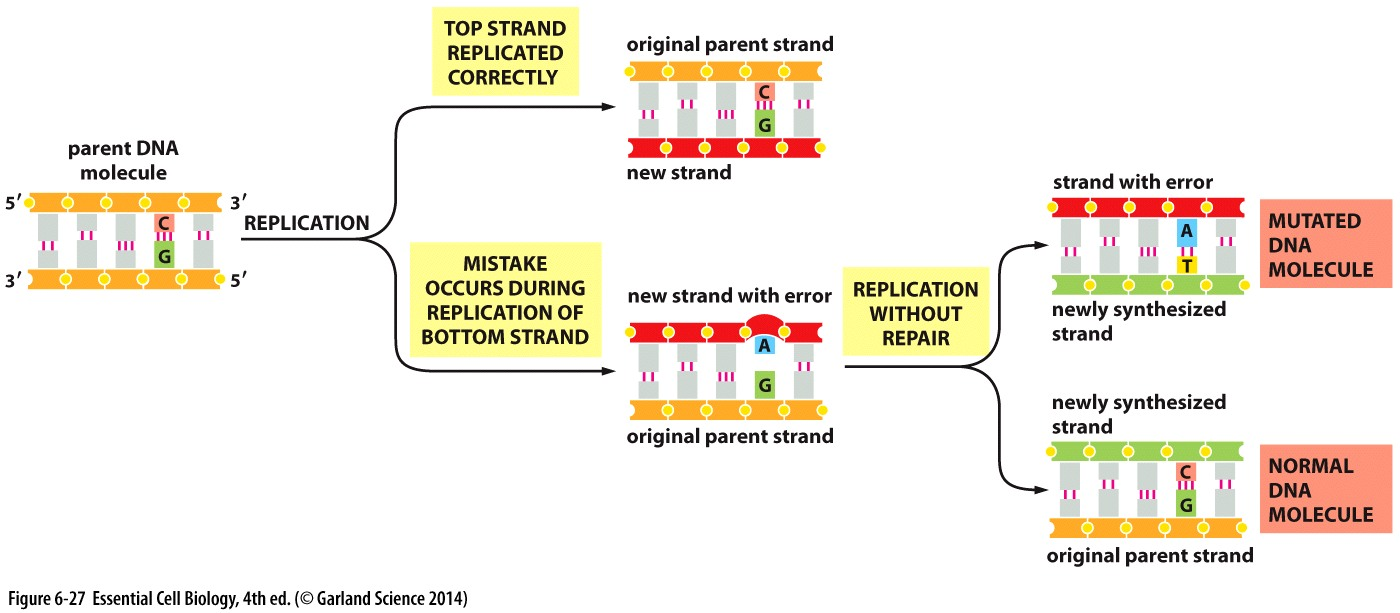 TOP STRAND
REPLICATED
CORRECTLY
original parent strand
C
G
new strand
parent DNA
molecule
5′ 3′
C
G
3′ 5′
REPLICATION
MISTAKE
OCCURS DURING
REPLICATION OF
BOTTOM STRAND
new strand with error
A
G
original parent strand
REPLICATION
WITHOUT
REPAIR
strand with error
A
T
newly synthesized
strand
MUTATED
DNA
MOLECULE
newly synthesized
strand
C
G
original parent strand
NORMAL
DNA
MOLECULE
Figure 6-27 Essential Cell Biology, 4th ed. (© Garland Science 2014)